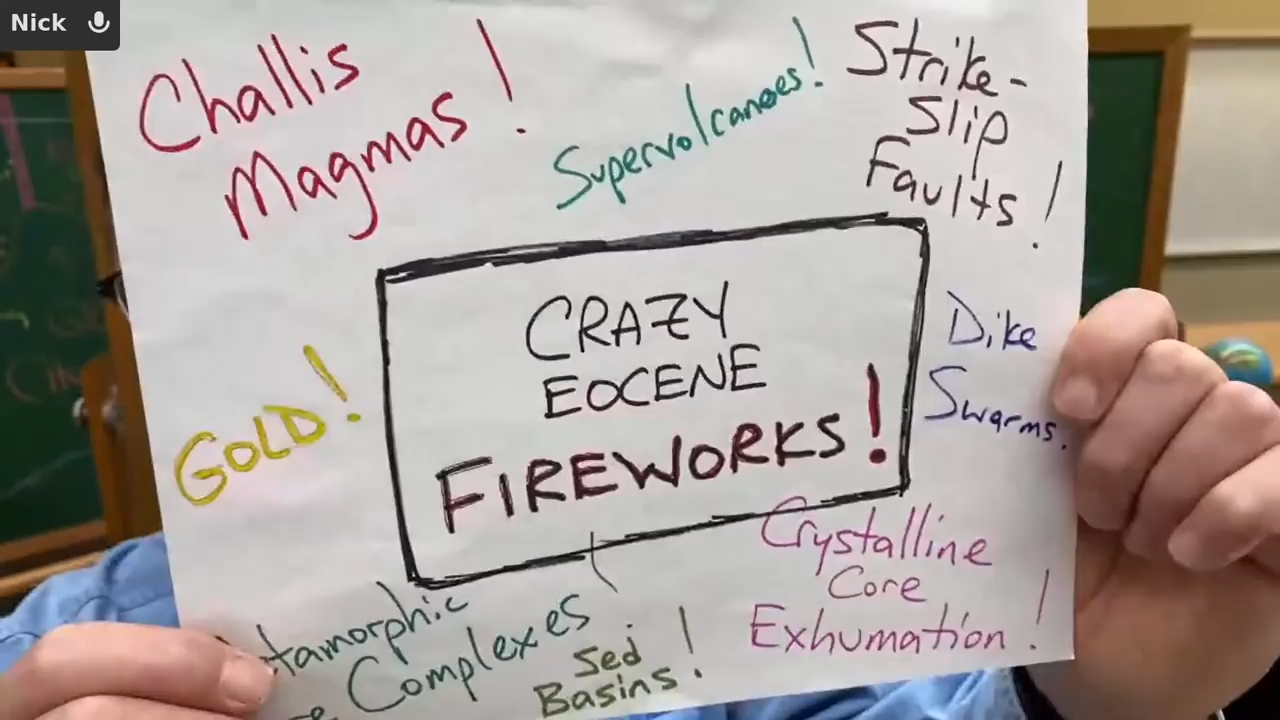 Nick
Challis
Magmas!
Supervolcanoes!
Strike-
Slip
Faults!
CRAZY
EOCENE
FIREWORKS!
GOLD!
Dike
Swarms.
Crystalline
Core
Exhumation!
Complexes!
Sed
Basins!